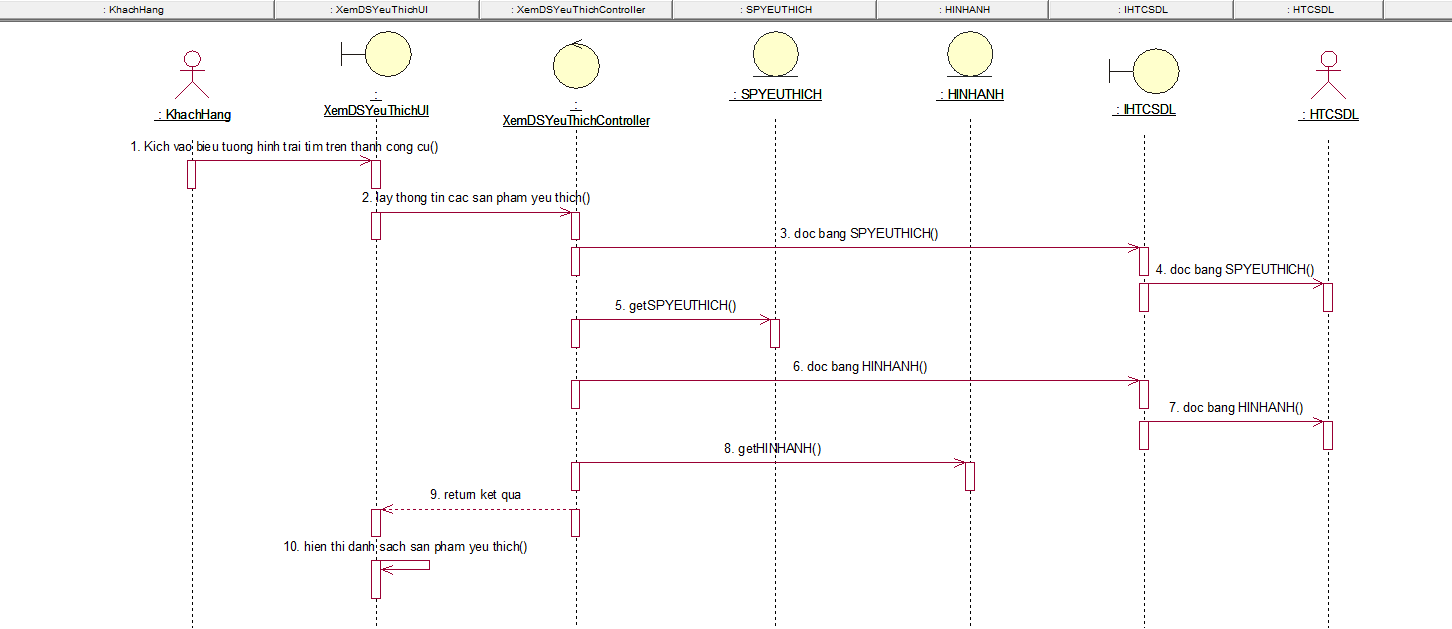 : KhachHang
: XemDSYeuThichUI
: XemDSYeuThichController
: SPYEUTHICH
: HINHANH
: IHTCSDL
: HTCSDL
: KhachHang
:
XemDSYeuThichUI
:
XemDSYeuThichController
: SPYEUTHICH
: HINHANH
: IHTCSDL
: HTCSDL
1. Kich vao bieu tuong hinh trai tim tren thanh cong cu()
2. lay thong tin cac san pham yeu thich()
3. doc bang SPYEUTHICH()
4. doc bang SPYEUTHICH()
5. getSPYEUTHICH()
6. doc bang HINHANH()
7. doc bang HINHANH()
8. getHINHANH()
9. return ket qua
10. hien thi danh sach san pham yeu thich()